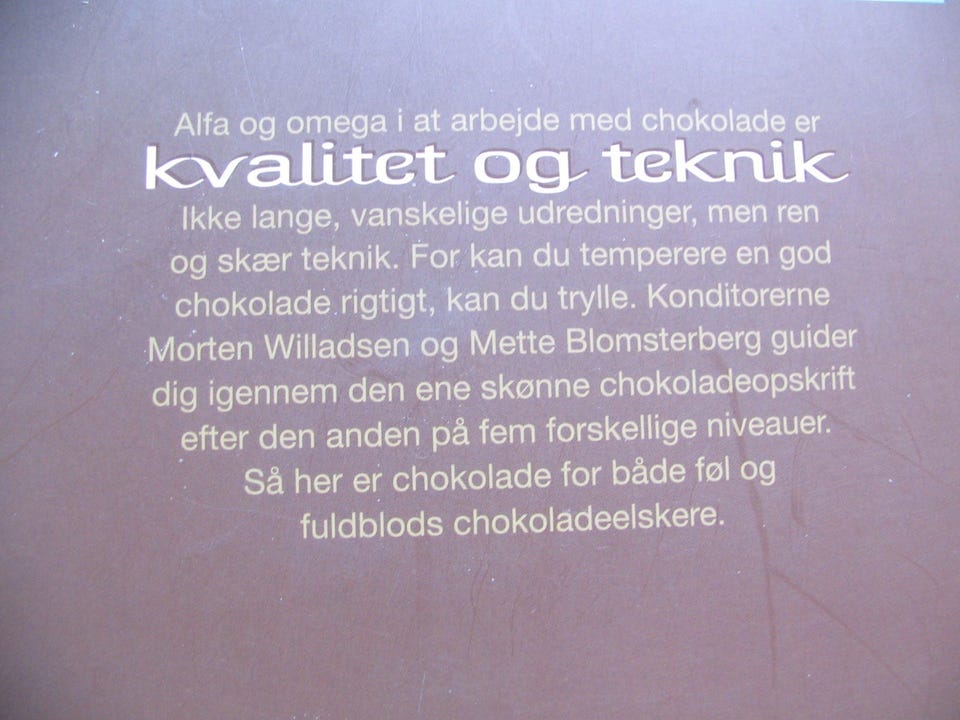 Alfa og omega i at arbejde med chokolade er
kvalitet og teknik
Ikke lange, vanskelige udredninger, men ren
og skær teknik. For kan du temperere en god
chokolade rigtigt, kan du trylle. Konditorerne
Morten Willadsen og Mette Blomsterberg guider
dig igennem den ene skønne chokoladeopskrift
efter den anden på fem forskellige niveauer.
Så her er chokolade for både føl og
fuldblods chokoladeelskere.